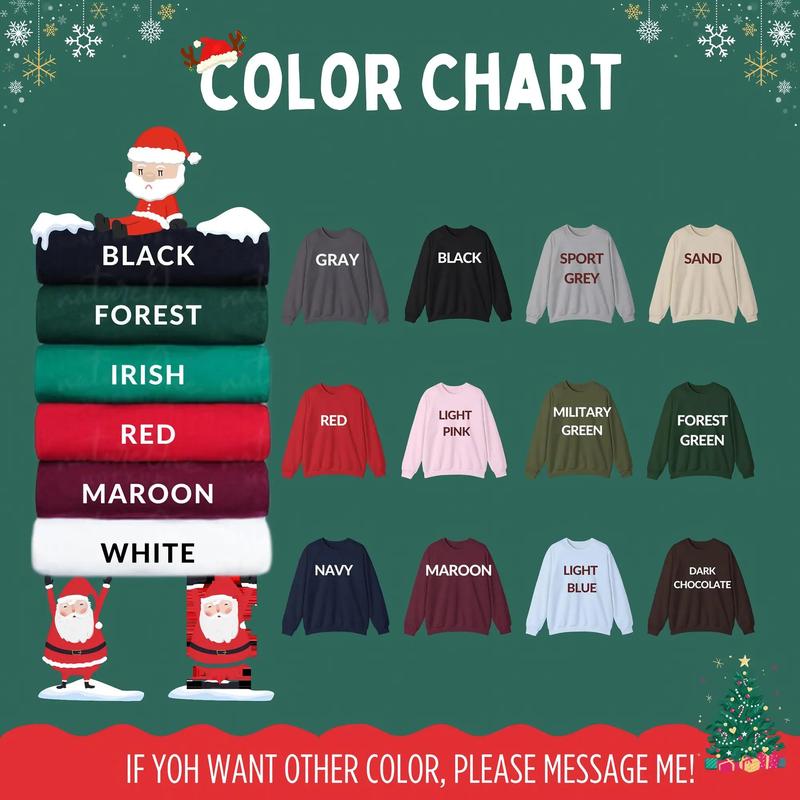 COLOR CHART
BLACK
FOREST
IRISH
RED
MAROON
WHITE
GRAY
BLACK
SPORT
GREY
SAND
RED
LIGHT
PINK
MILITARY
GREEN
FOREST
GREEN
NAVY
MAROON
LIGHT
BLUE
DARK
CHOCOLATE
IF YOH WANT OTHER COLOR, PLEASE MESSAGE ME!